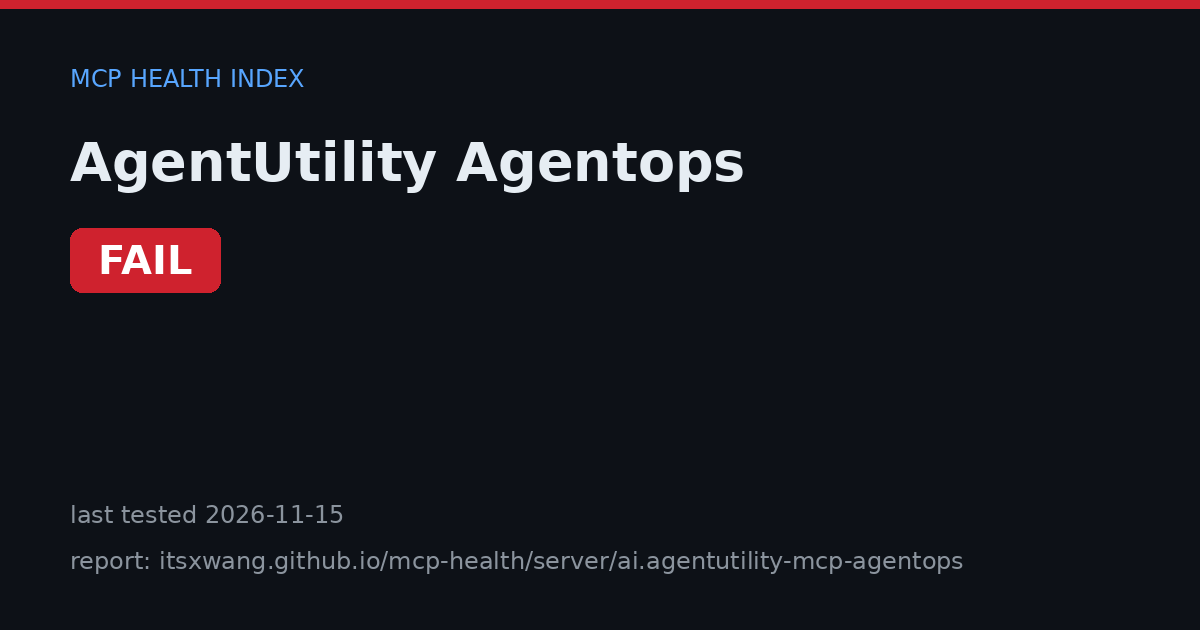 MCP HEALTH INDEX
AgentUtility Agentops
FAIL
last tested 2026-11-15
report: itsxwang.github.io/mcp-health/server/ai.agentutility-mcp-agentops